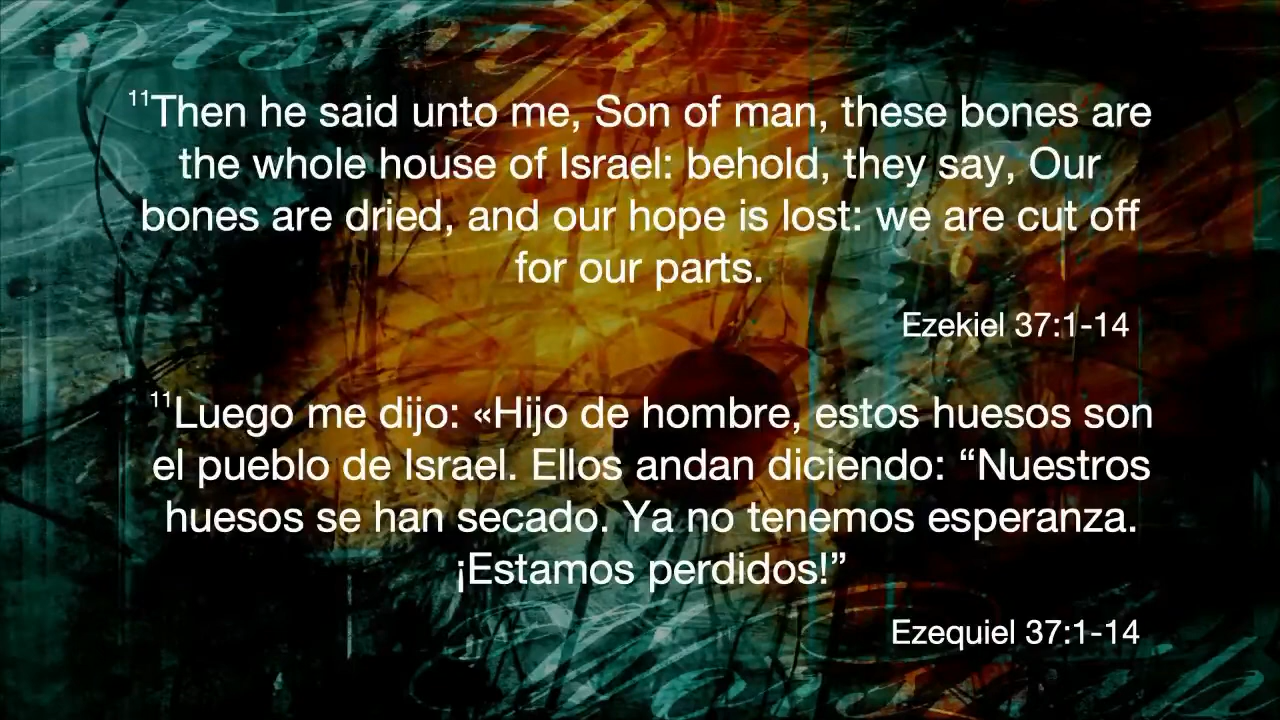 11Then he said unto me, Son of man, these bones are
the whole house of Israel: behold, they say, Our
bones are dried, and our hope is lost: we are cut off
for our parts.
Ezekiel 37:1-14
11Luego me dijo: «Hijo de hombre, estos huesos son
el pueblo de Israel. Ellos andan diciendo: “Nuestros
huesos se han secado. Ya no tenemos esperanza.
¡Estamos perdidos!”
Ezequiel 37:1-14